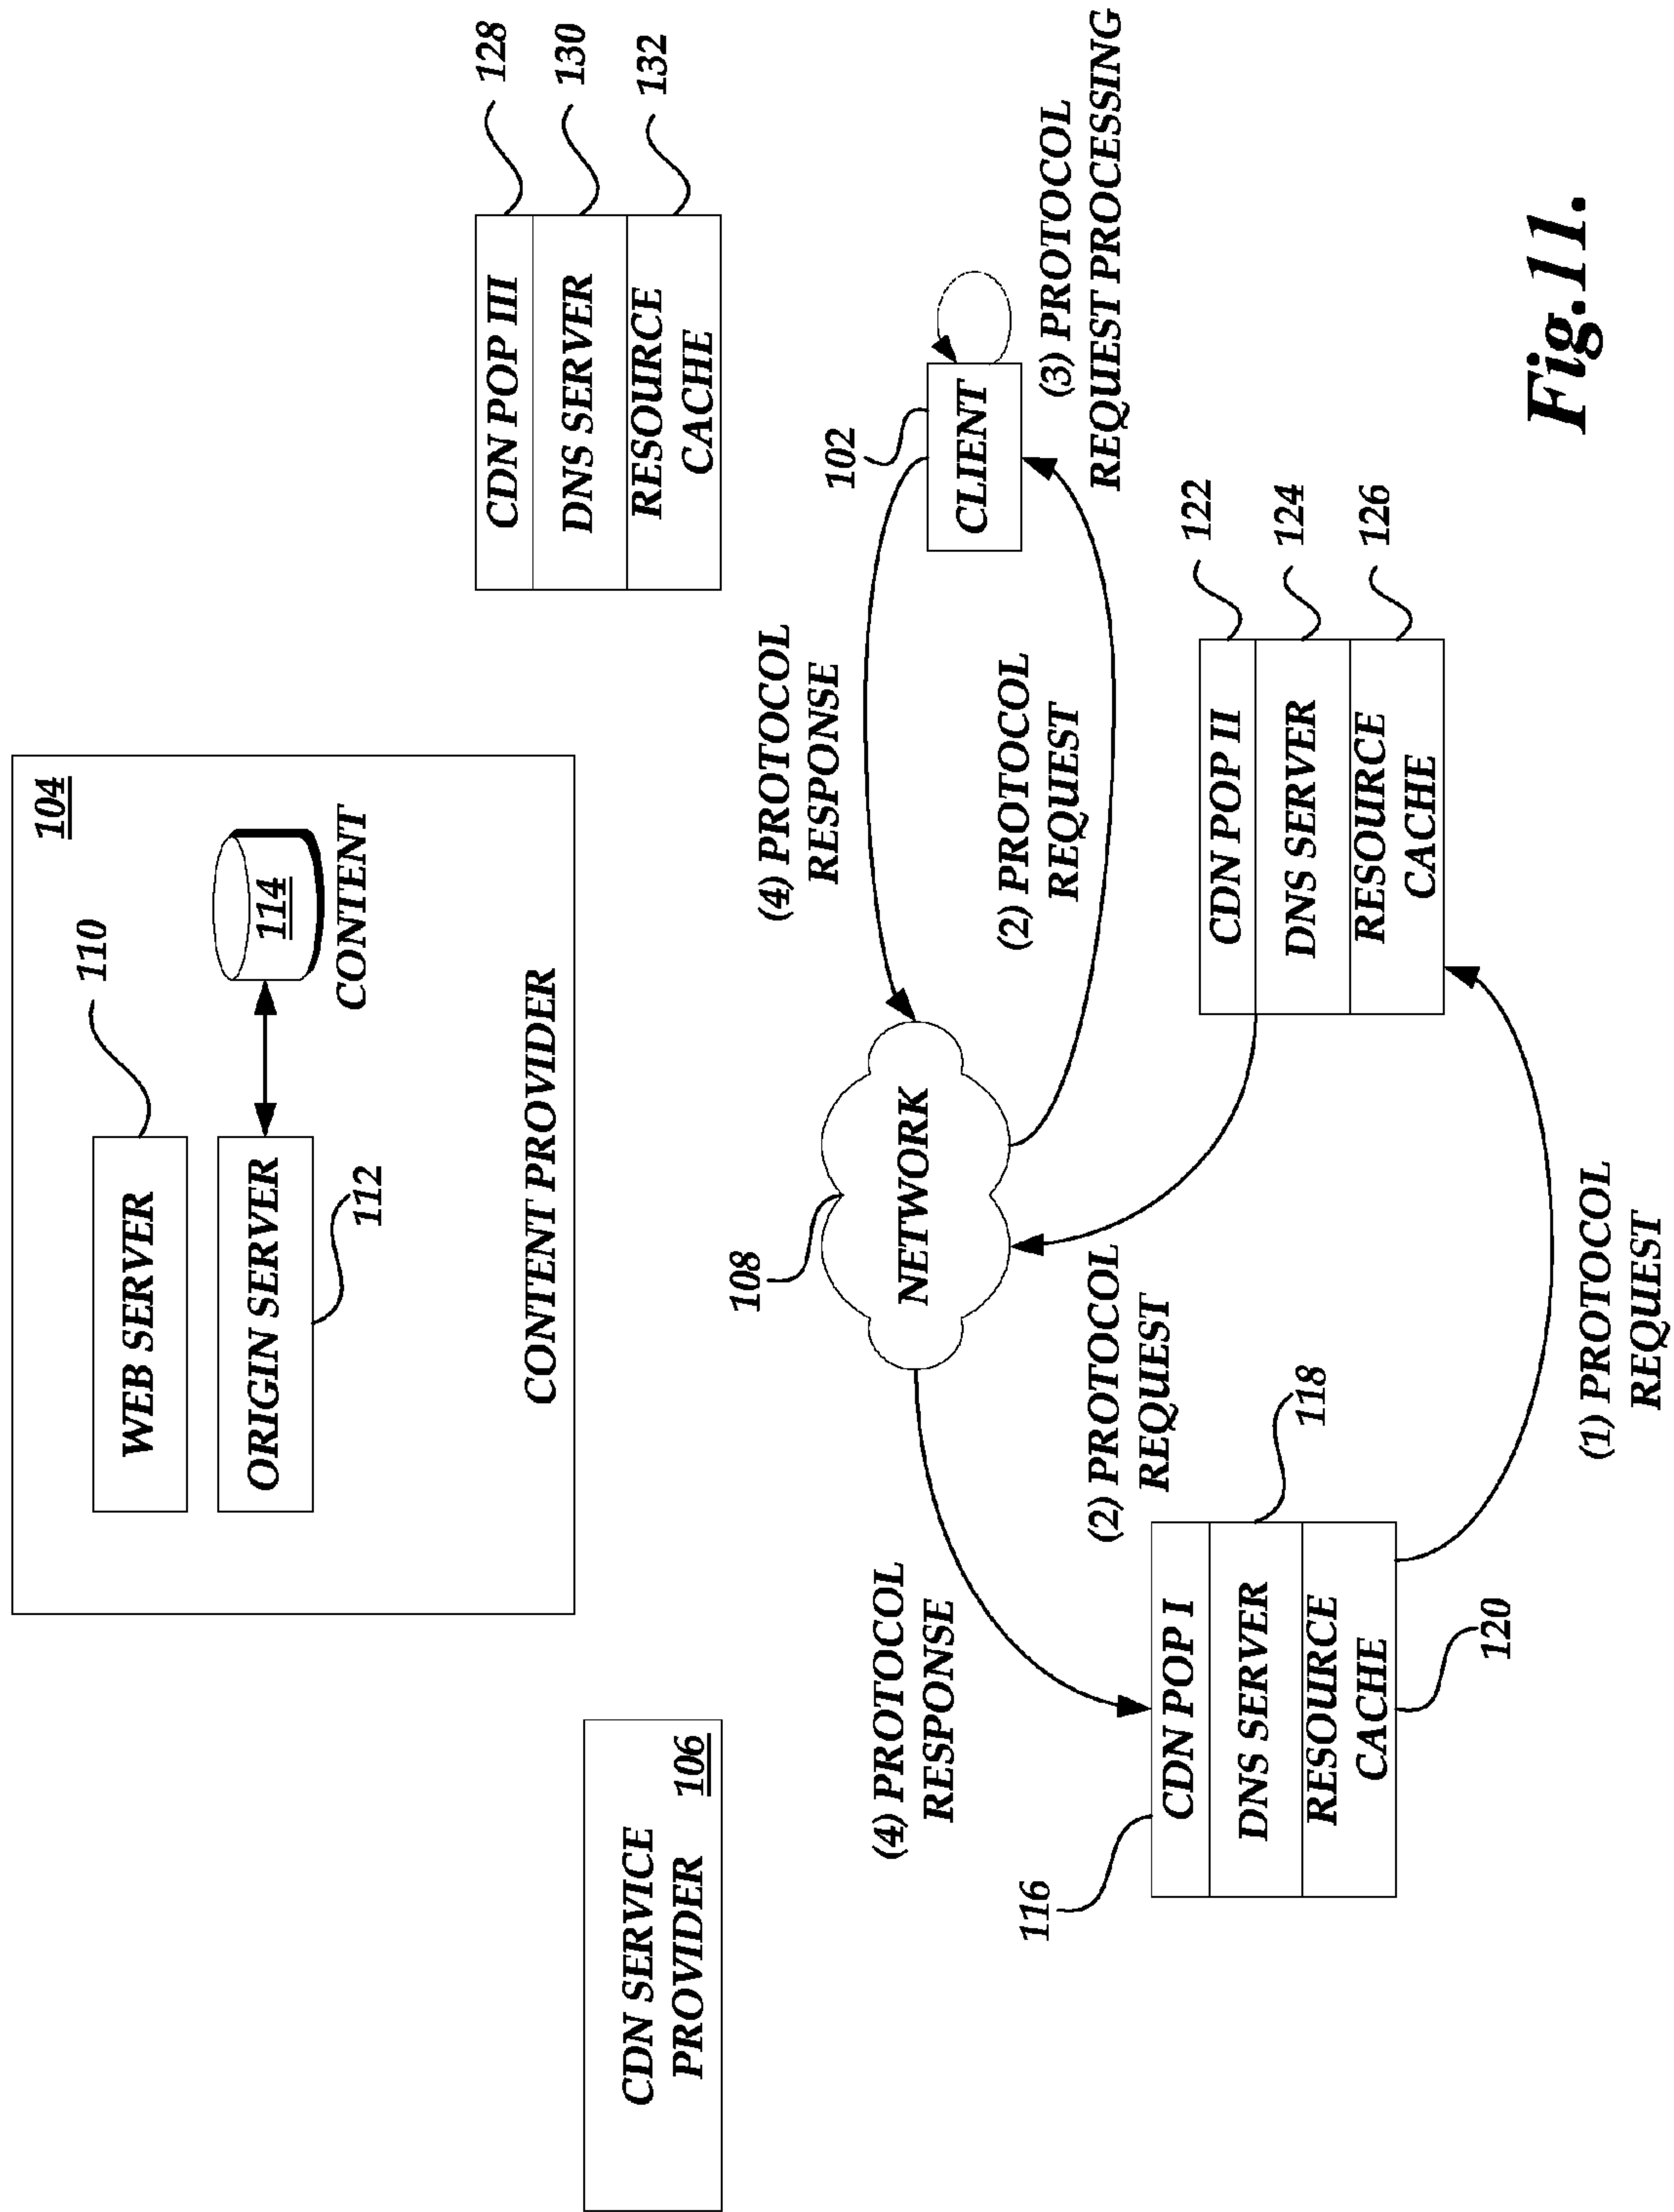 104
WEB SERVER
110
ORIGIN SERVER
112
114
CONTENT
CONTENT PROVIDER
CDN SERVICE
PROVIDER
106
CDN POP III
DNS SERVER
RESOURCE
CACHE
128
130
132
108
NETWORK
(4) PROTOCOL
RESPONSE
102
CLIENT
(2) PROTOCOL
REQUEST
(3) PROTOCOL
REQUEST PROCESSING
(4) PROTOCOL
RESPONSE
(2) PROTOCOL
REQUEST
116
CDN POP I
DNS SERVER
RESOURCE
CACHE
118
120
CDN POP II
DNS SERVER
RESOURCE
CACHE
122
124
126
(1) PROTOCOL
REQUEST
Fig.11.